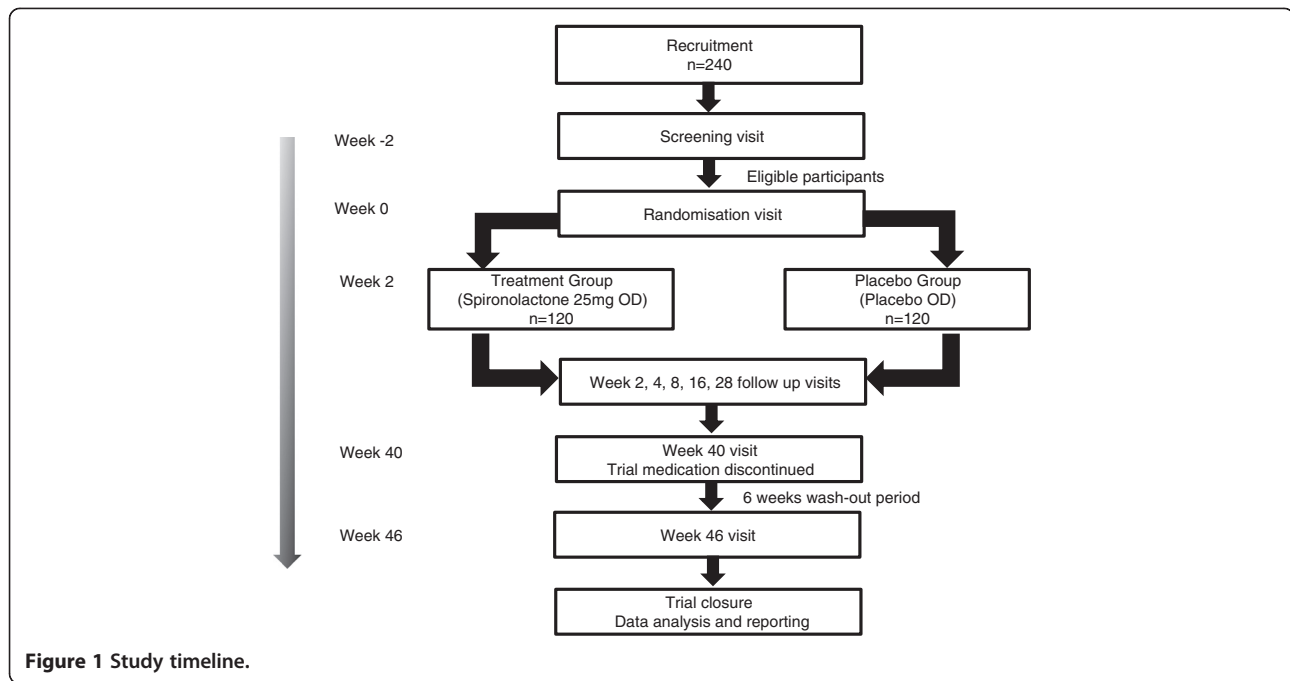 Recruitment
n=240
Week -2
Screening visit
Eligible participants
Week 0
Randomisation visit
Week 2
Treatment Group
(Spironolactone 25mg OD)
n=120
Placebo Group
(Placebo OD)
n=120
Week 2, 4, 8, 16, 28 follow up visits
Week 40
Week 40 visit
Trial medication discontinued
6 weeks wash-out period
Week 46
Week 46 visit
Trial closure
Data analysis and reporting
Figure 1 Study timeline.